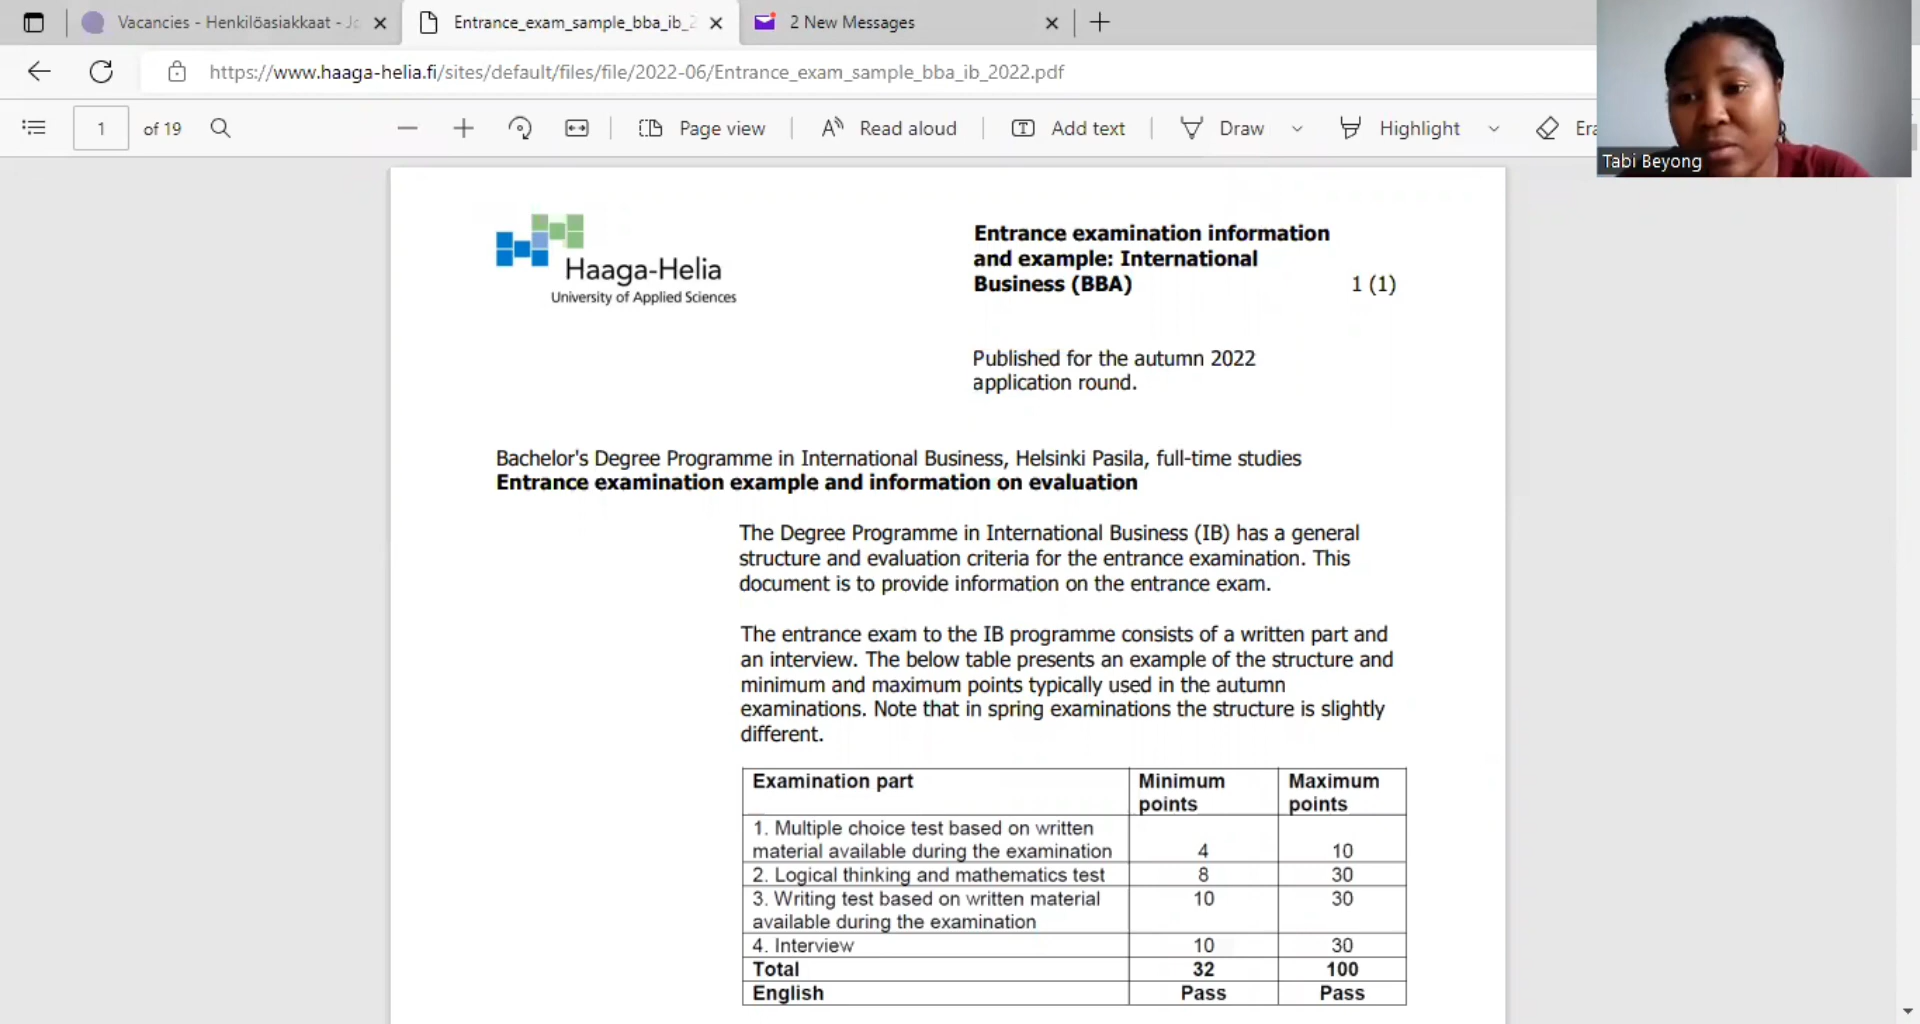 Vacancies - Henkilöasiakkaat - Jo
Entrance_exam_sample_bba_ib_2
2 New Messages
https://www.haaga-helia.fi/sites/default/files/file/2022-06/Entrance_exam_sample_bba_ib_2022.pdf
1 of 19
Page view
Read aloud
Add text
Draw
Highlight
Era
Tabi Beyong
Haaga-Helia
University of Applied Sciences
Entrance examination information
and example: International
Business (BBA) 1 (1)
Published for the autumn 2022
application round.
Bachelor's Degree Programme in International Business, Helsinki Pasila, full-time studies
Entrance examination example and information on evaluation
The Degree Programme in International Business (IB) has a general
structure and evaluation criteria for the entrance examination. This
document is to provide information on the entrance exam.
The entrance exam to the IB programme consists of a written part and
an interview. The below table presents an example of the structure and
minimum and maximum points typically used in the autumn
examinations. Note that in spring examinations the structure is slightly
different.
Examination part Minimum points Maximum points
1. Multiple choice test based on written
material available during the examination 4 10
2. Logical thinking and mathematics test 8 30
3. Writing test based on written material 10 30
available during the examination
4. Interview 10 30
Total 32 100
English Pass Pass